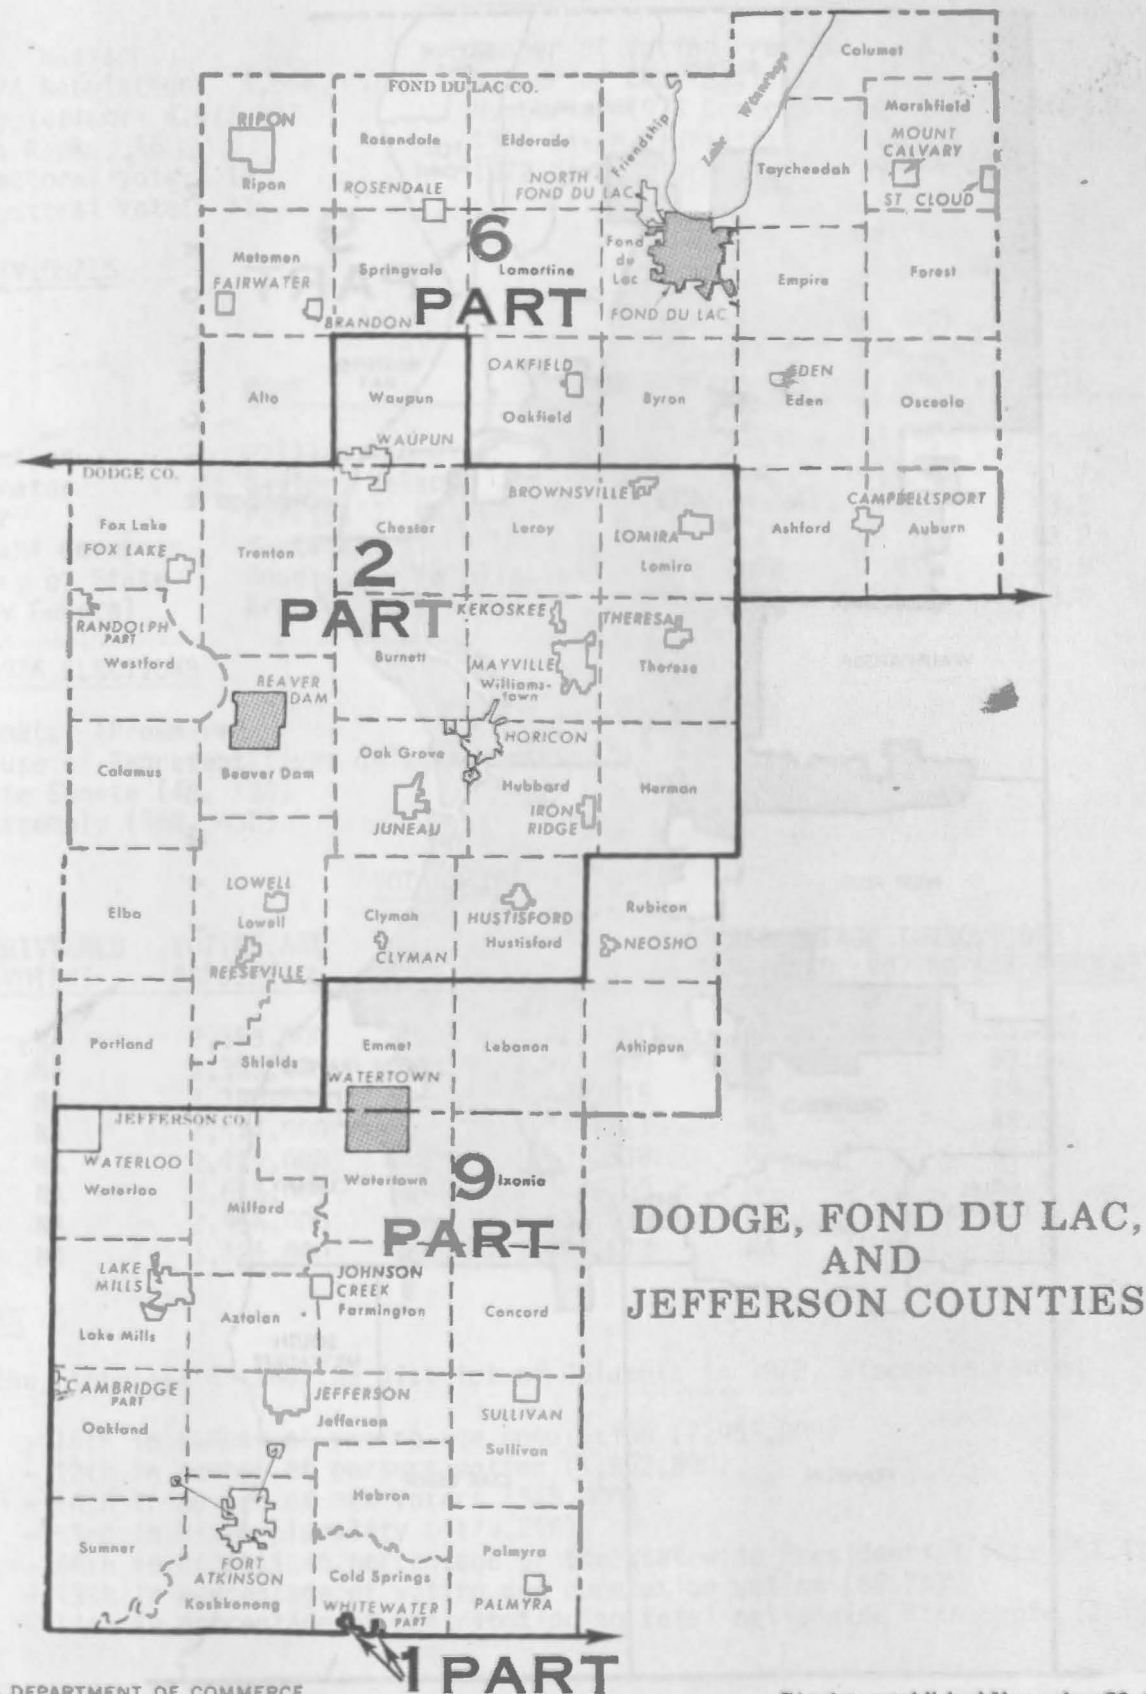 Calumet
FOND DU LAC CO.
Lake Winnebago
Marshfield
RIPON
Rosendale
Eldorado
Friendship
MOUNT
CALVARY
Ripon
ROSENDALE
NORTH
FOND DU LAC
Taycheedah
ST CLOUD
6
PART
Metomen
FAIRWATER
Springvale
Lamartine
Fond
du
Lac
Empire
Forest
BRANDON
FOND DU LAC
Alto
Waupun
OAKFIELD
Oakfield
Byron
EDEN
Eden
Osceola
WAUPUN
DODGE CO.
BROWNSVILLE
CAMPBELLSPORT
Fox Lake
FOX LAKE
Trenton
Chester
Leroy
LOMIRA
Lomira
Ashford
Auburn
2
PART
RANDOLPH
PART
Westford
KEKOSKEE
THERESA
Burnett
MAYVILLE
Williams-
town
Theresa
BEAVER
DAM
Calamus
Beaver Dam
Oak Grove
HORICON
JUNEAU
Hubbard
IRON
RIDGE
Herman
Elba
LOWELL
Lowell
REESEVILLE
Clyman
CLYMAN
HUSTISFORD
Hustisford
Rubicon
NEOSHO
Portland
Shields
Emmet
WATERTOWN
Lebanon
Ashippun
JEFFERSON CO.
WATERLOO
Waterloo
Milford
Watertown
9
PART
Ixonia
DODGE, FOND DU LAC,
AND
JEFFERSON COUNTIES
LAKE
MILLS
Lake Mills
Aztalan
JOHNSON
CREEK
Farmington
Concord
CAMBRIDGE
PART
Oakland
JEFFERSON
Jefferson
SULLIVAN
Sullivan
Hebron
Sumner
FORT
ATKINSON
Koshkonong
Cold Springs
WHITEWATER
PART
Palmyra
PALMYRA
1 PART
DEPARTMENT OF COMMERCE